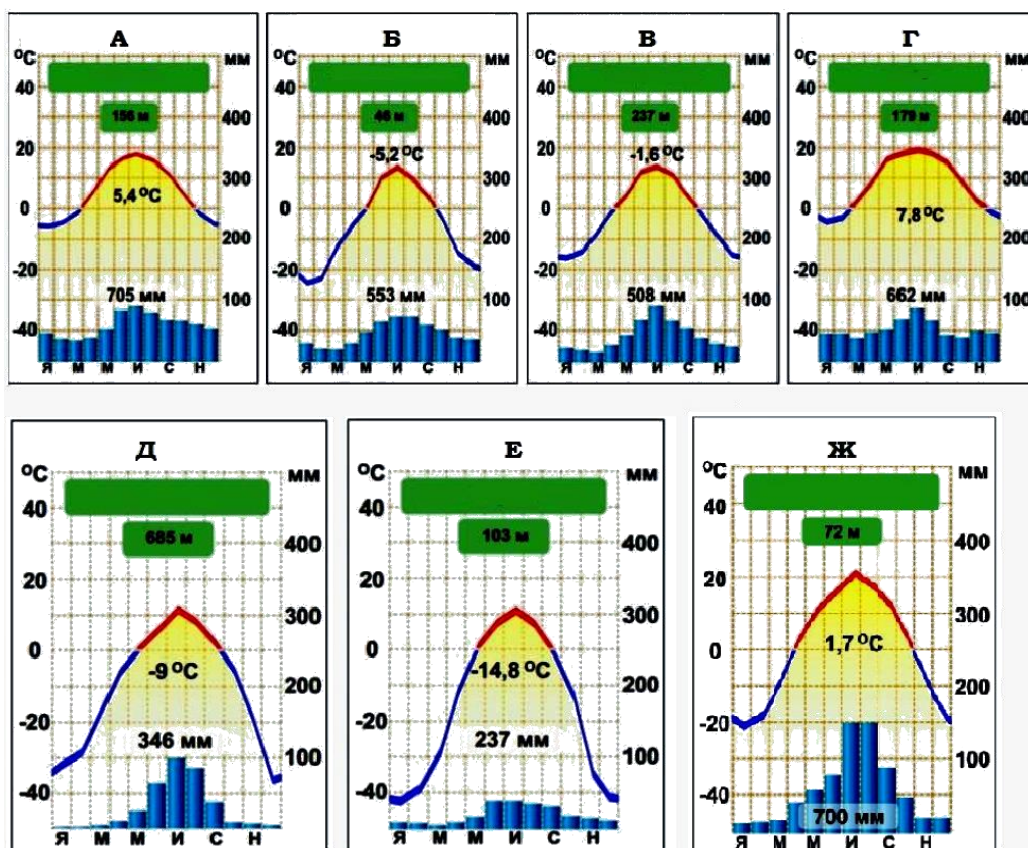 А
°C мм
40
156 м 400
20
300
5,4 °C
0
200
-20
705 мм 100
-40
Я М М И С Н
Б
°C мм
40
46 м 400
20
-5,2 °C
300
0
200
-20
553 мм 100
-40
Я М М И С Н
В
°C мм
40
237 м 400
20
-1,6 °C
300
0
200
-20
508 мм 100
-40
Я М М И С Н
Г
°C мм
40
179 м 400
20
300
0
7,8 °C
200
-20
662 мм 100
-40
Я М М И С Н
Д
°C мм
40
685 м 400
20
300
0
-9 °C
200
-20
346 мм 100
-40
Я М М И С Н
Е
°C мм
40
103 м 400
20
300
0
-14,8 °C
200
-20
237 мм 100
-40
Я М М И С Н
Ж
°C мм
40
72 м 400
20
300
0
1,7 °C
200
-20
100
-40
700 мм
Я М М И С Н